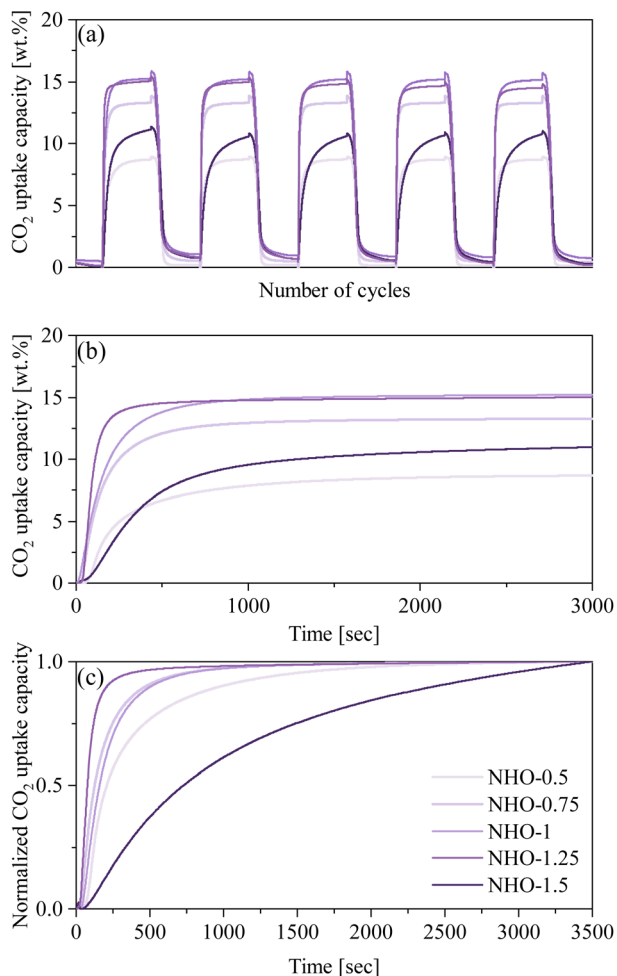 (a)
CO₂ uptake capacity [wt.%]
20
15
10
5
0
Number of cycles
(b)
CO₂ uptake capacity [wt.%]
20
15
10
5
0
0 1000 2000 3000
Time [sec]
(c)
Normalized CO₂ uptake capacity
1.0
0.5
0.0
NHO-0.5
NHO-0.75
NHO-1
NHO-1.25
NHO-1.5
0 500 1000 1500 2000 2500 3000 3500
Time [sec]